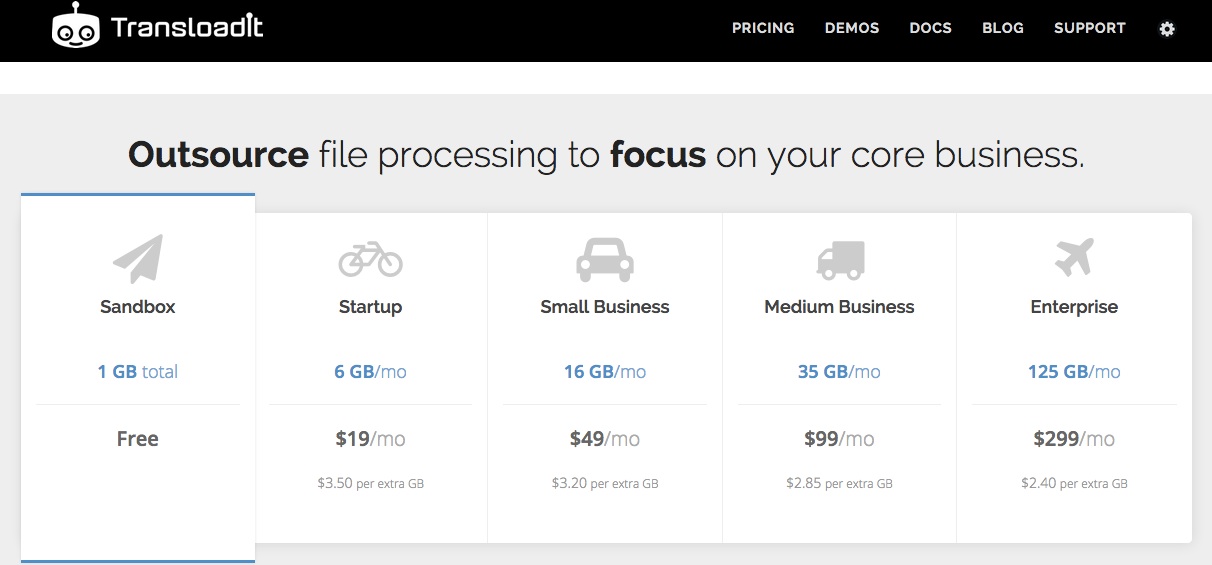 Transloadit
PRICING DEMOS DOCS BLOG SUPPORT
Outsource file processing to focus on your core business.
Sandbox
1 GB total
Free
Startup
6 GB/mo
$19/mo
$3.50 per extra GB
Small Business
16 GB/mo
$49/mo
$3.20 per extra GB
Medium Business
35 GB/mo
$99/mo
$2.85 per extra GB
Enterprise
125 GB/mo
$299/mo
$2.40 per extra GB